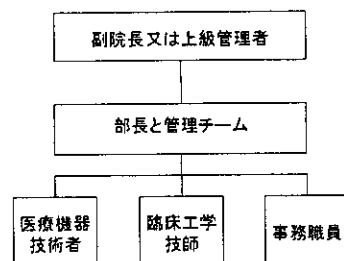 副院長又は上級管理者
部長と管理チーム
医療機器
技術者
臨床工学
技師
事務職員